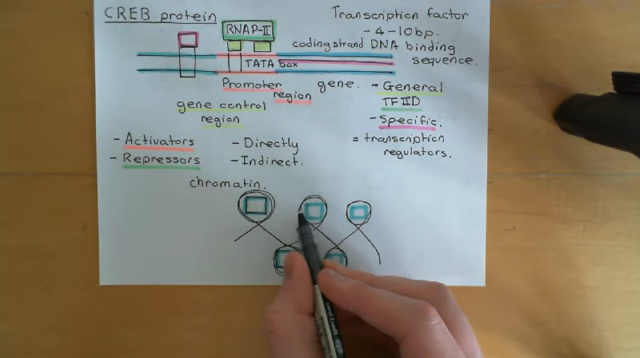 CREB protein
RNAP-II
Transcription factor
- 4-10bp.
coding strand DNA binding
sequence.
TATA box
Promoter
region
gene.
gene control
region
- General
TFIID
- Specific.
= transcription
regulators.
- Activators
- Repressors
- Directly
- Indirect.
chromatin.